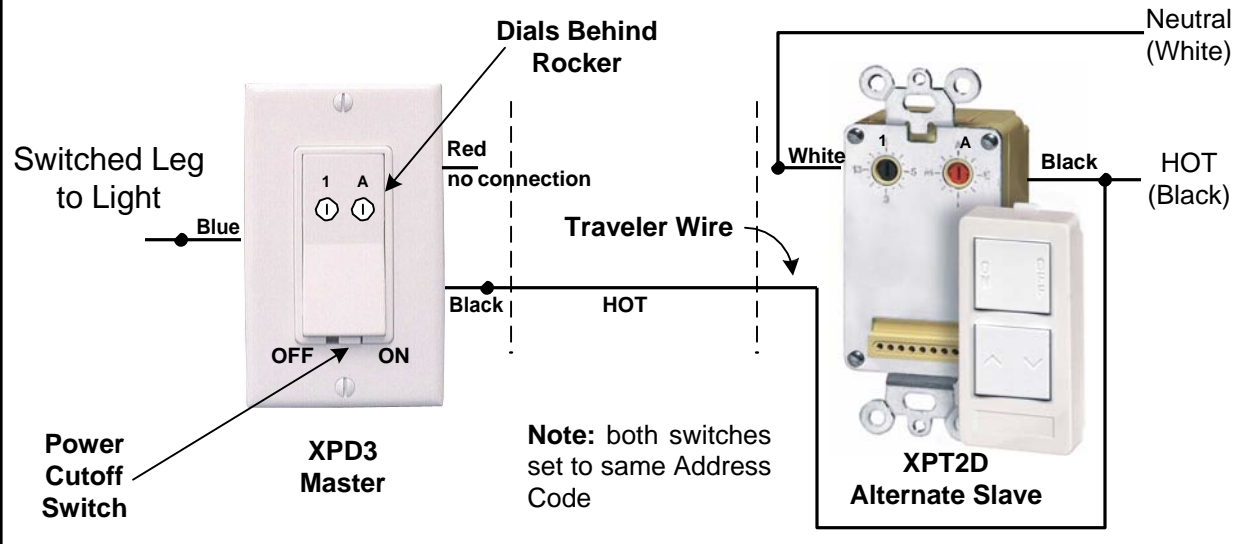 Dials Behind
Rocker
Neutral
(White)
Switched Leg
to Light
Blue
1 A
Red
no connection
OFF ON
Black
HOT
Traveler Wire
White
1 A
Black
HOT
(Black)
Power
Cutoff
Switch
XPD3
Master
Note: both switches
set to same Address
Code
XPT2D
Alternate Slave